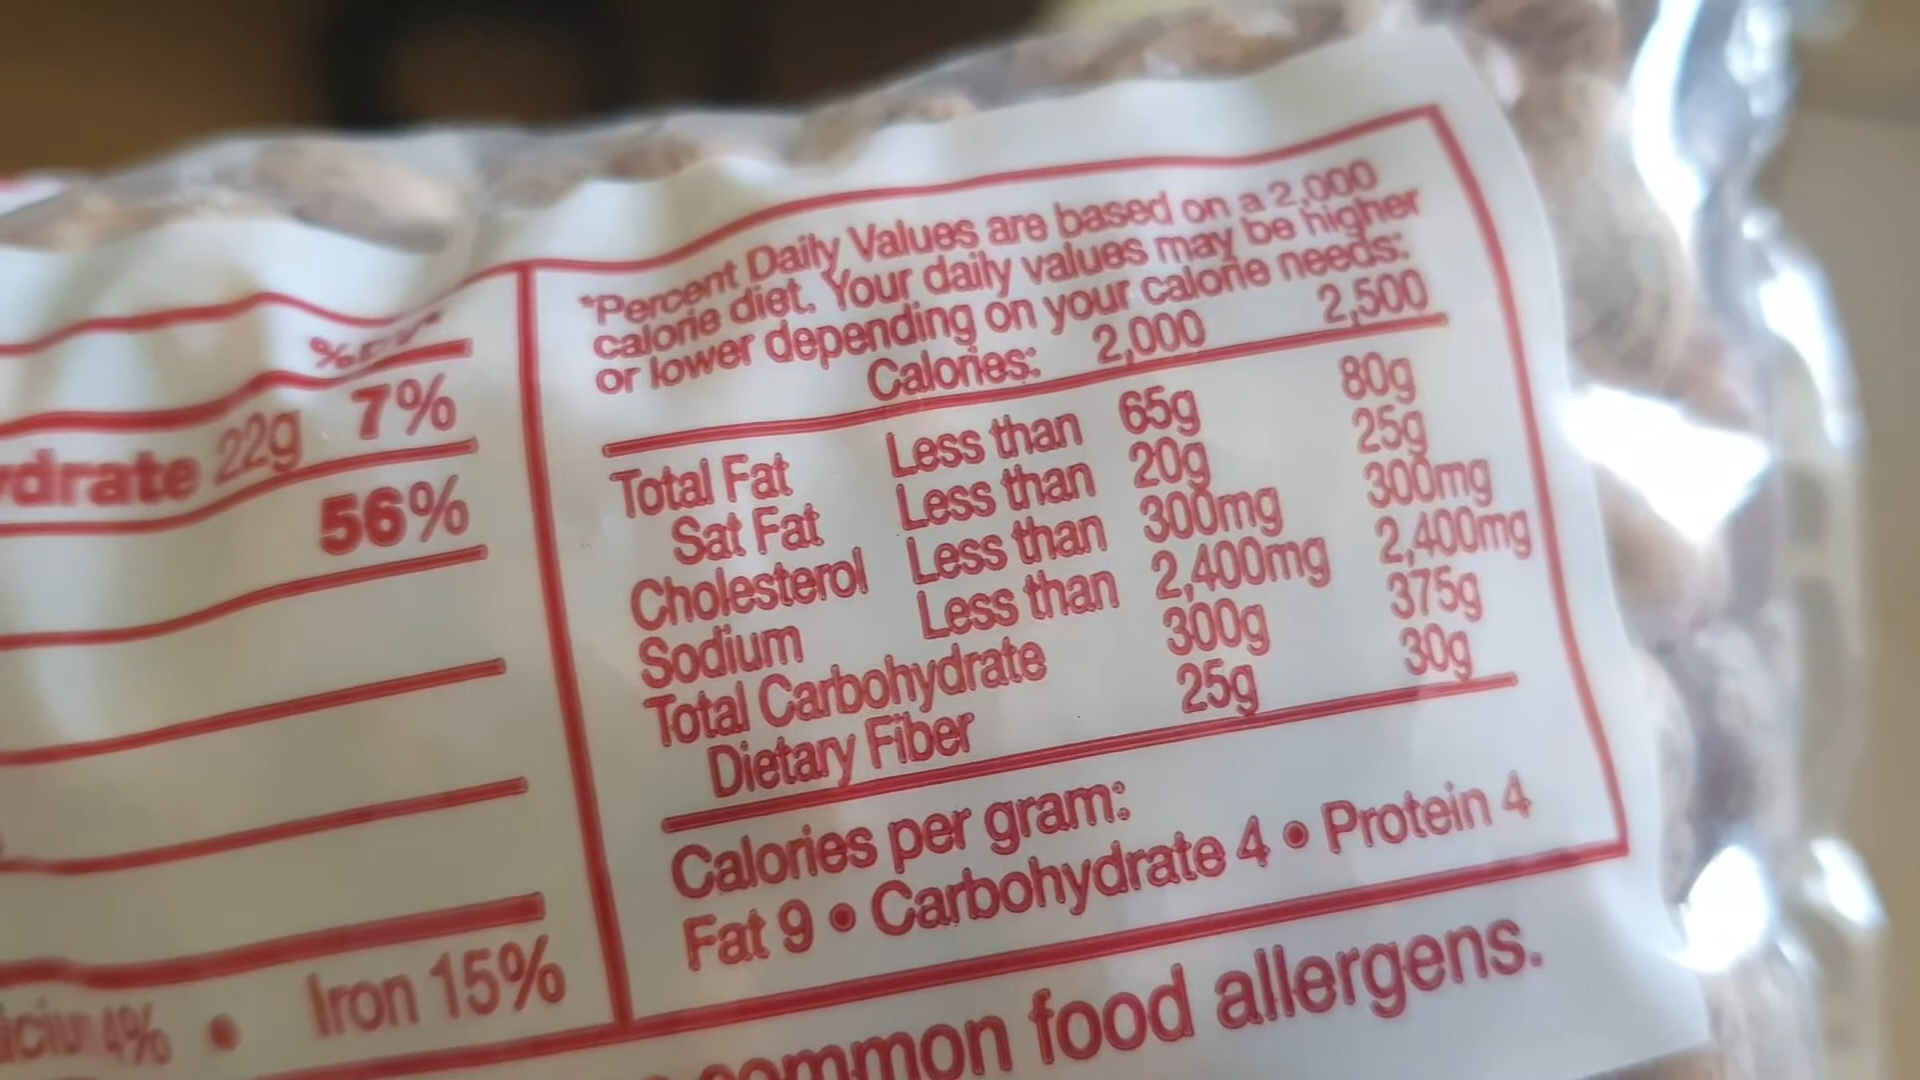 7%
drate 22g
56%
Iron 15%
4% •
*Percent Daily Values are based on a 2,000
calorie diet. Your daily values may be higher
or lower depending on your calorie needs:
Calories: 2,000 2,500
Total Fat Less than 65g 80g
Sat Fat Less than 20g 25g
Cholesterol Less than 300mg 300mg
Sodium Less than 2,400mg 2,400mg
Total Carbohydrate 300g 375g
Dietary Fiber 25g 30g
Calories per gram:
Fat 9 • Carbohydrate 4 • Protein 4
common food allergens.